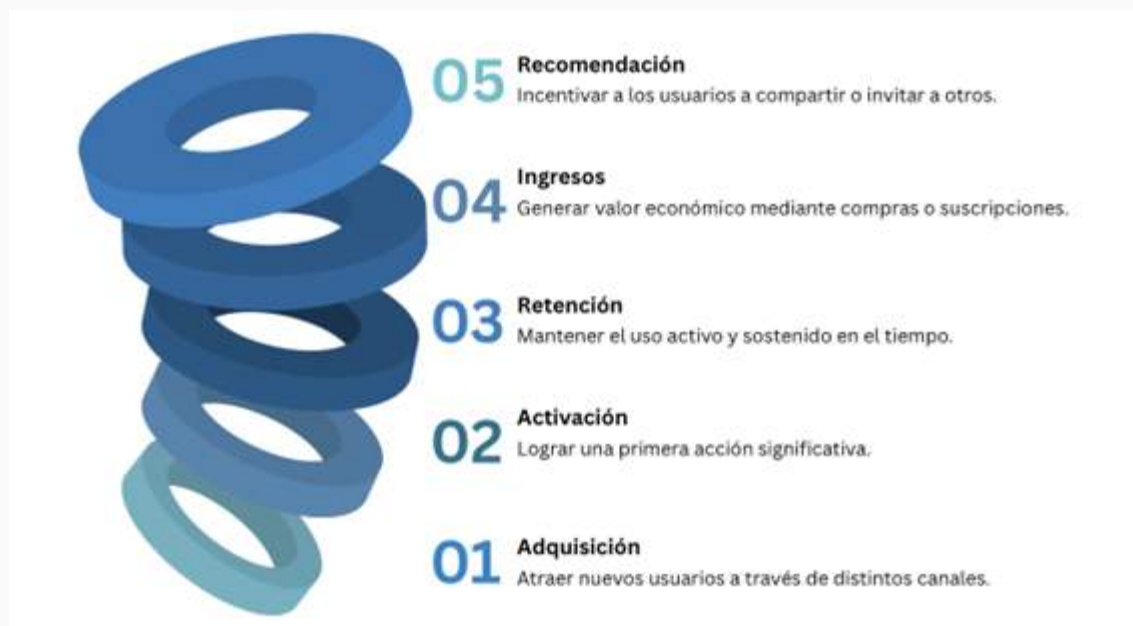 05
Recomendación
Incentivar a los usuarios a compartir o invitar a otros.
04
Ingresos
Generar valor económico mediante compras o suscripciones.
03
Retención
Mantener el uso activo y sostenido en el tiempo.
02
Activación
Lograr una primera acción significativa.
01
Adquisición
Atraer nuevos usuarios a través de distintos canales.